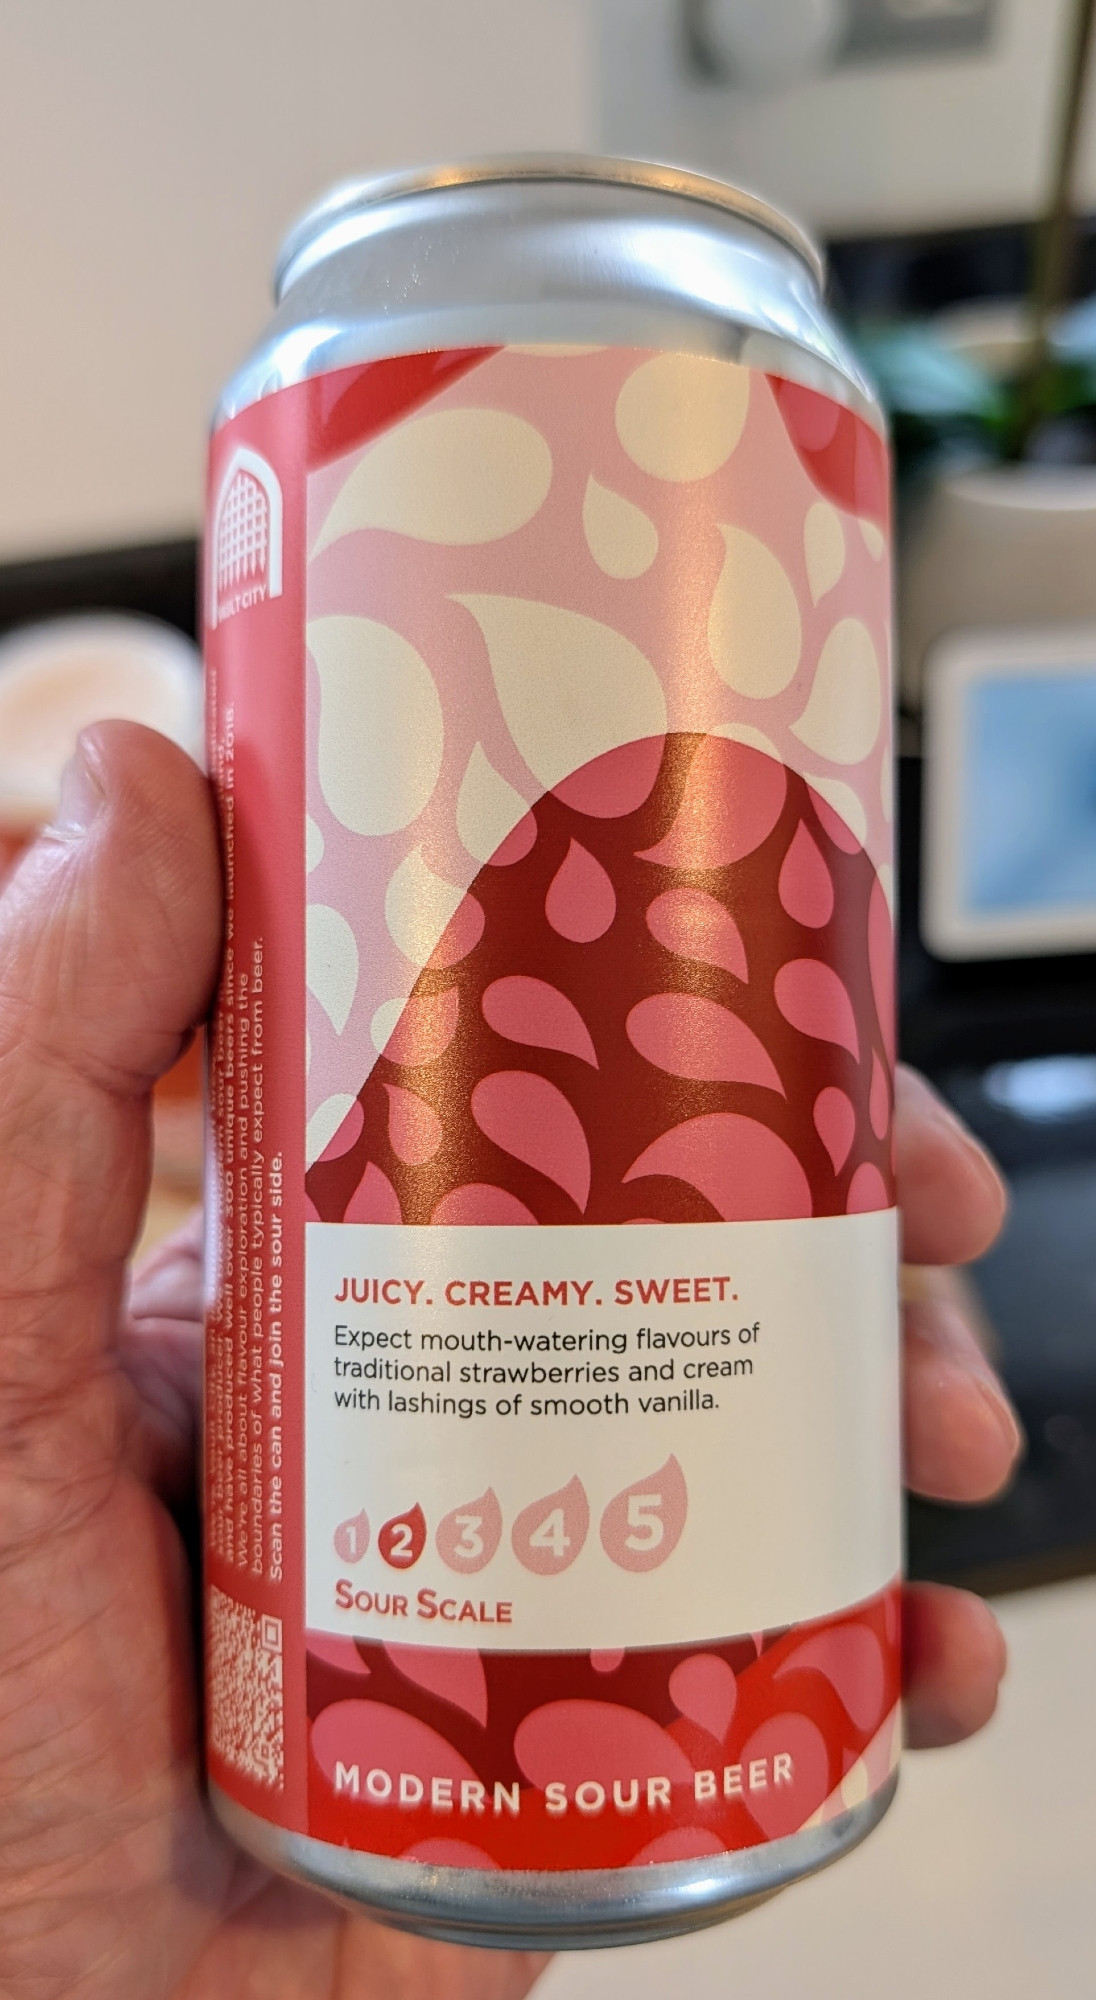 VAULT CITY
and have produced well over 300 unique beers since we launched in 2018.
We're all about flavour exploration and pushing the
boundaries of what people typically expect from beer.
Scan the can and join the sour side.
JUICY. CREAMY. SWEET.
Expect mouth-watering flavours of
traditional strawberries and cream
with lashings of smooth vanilla.
1 2 3 4 5
SOUR SCALE
MODERN SOUR BEER